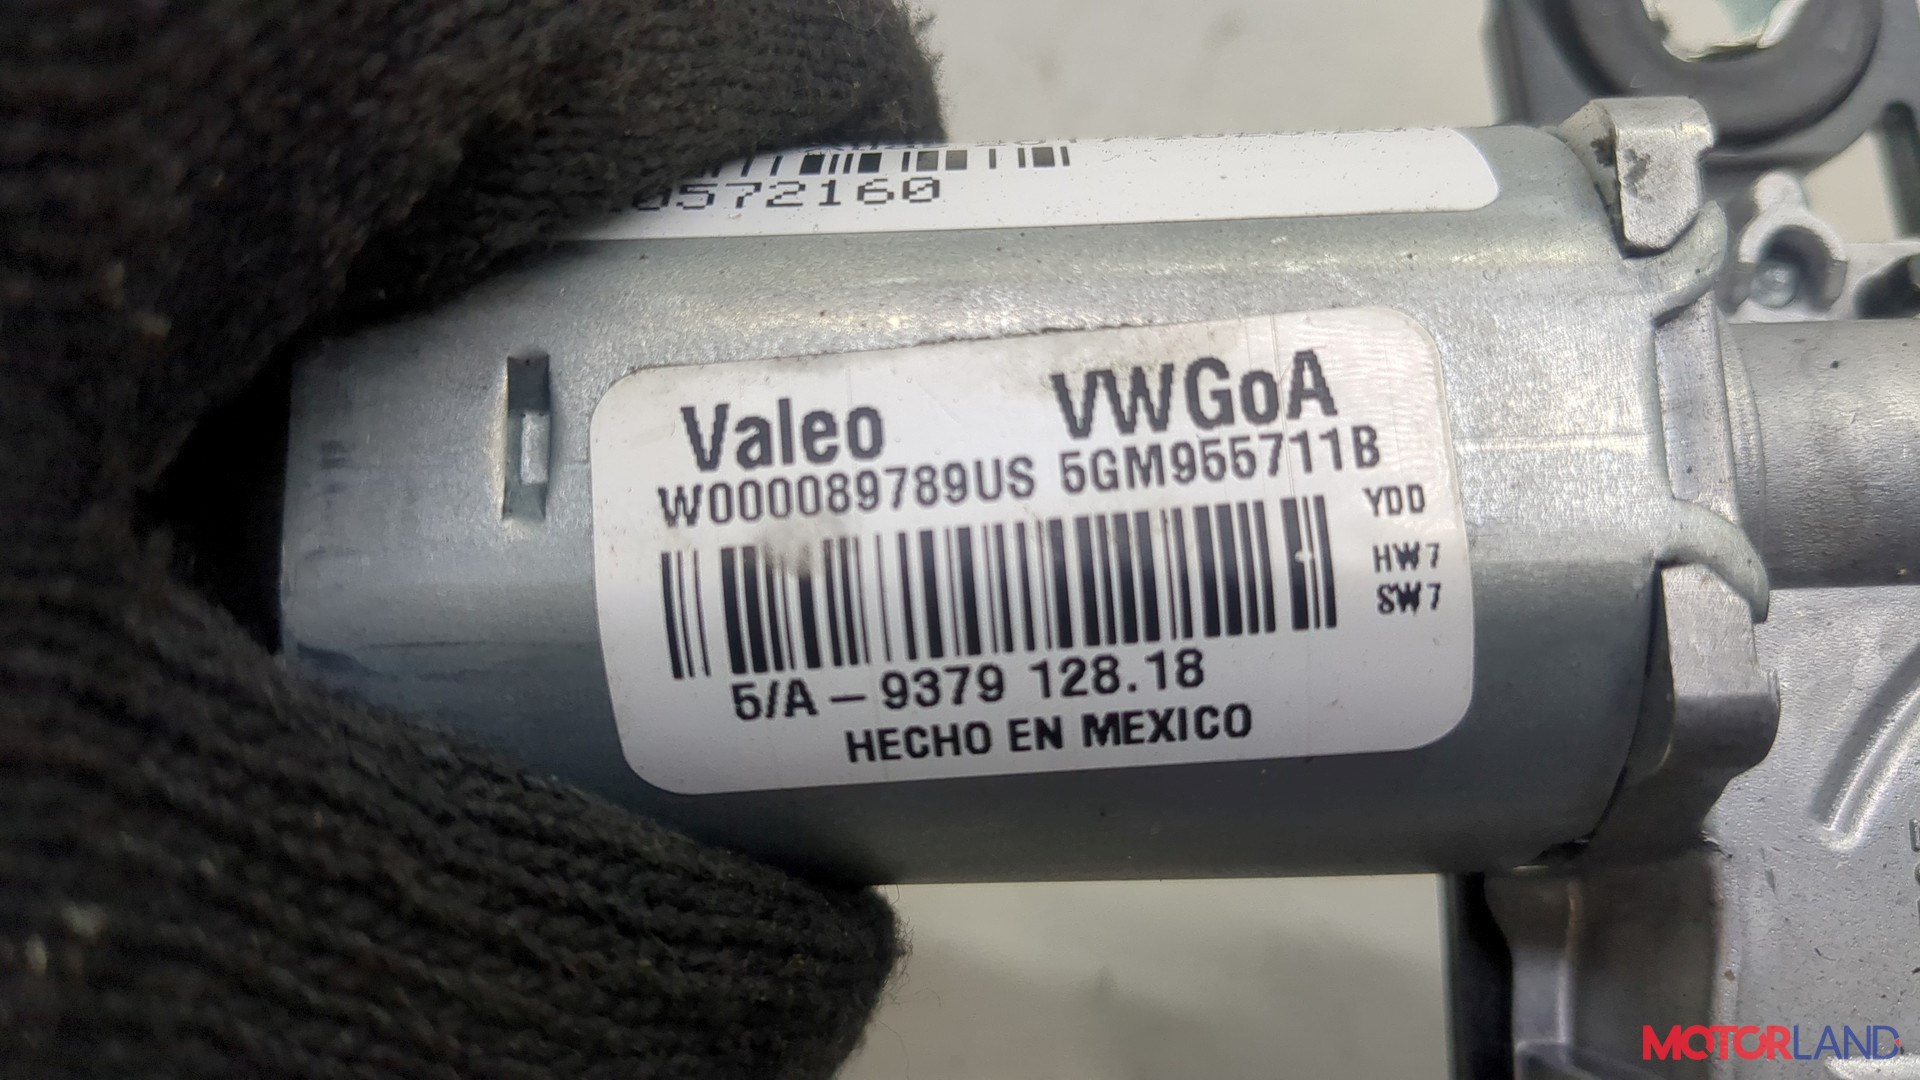 0572160
Valeo VWGoA
W000089789US 5GM955711B
YDD
HW7
SW7
5/A - 9379 128.18
HECHO EN MEXICO
MOTORLAND